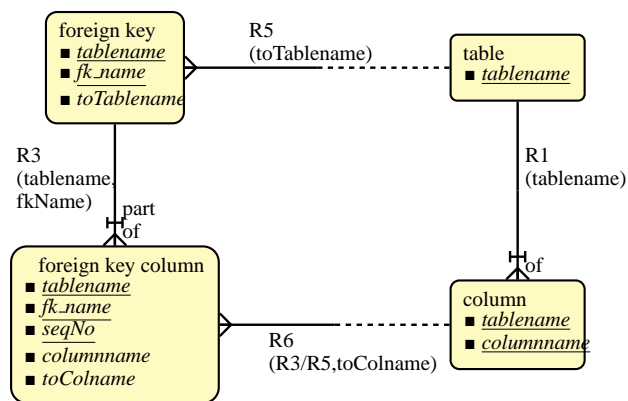 foreign key
tablename
fk_name
toTablename
R5
(toTablename)
table
tablename
R3
(tablename,
fkName)
part
of
R1
(tablename)
of
foreign key column
tablename
fk_name
seqNo
columnname
toColname
R6
(R3/R5,toColname)
column
tablename
columnname